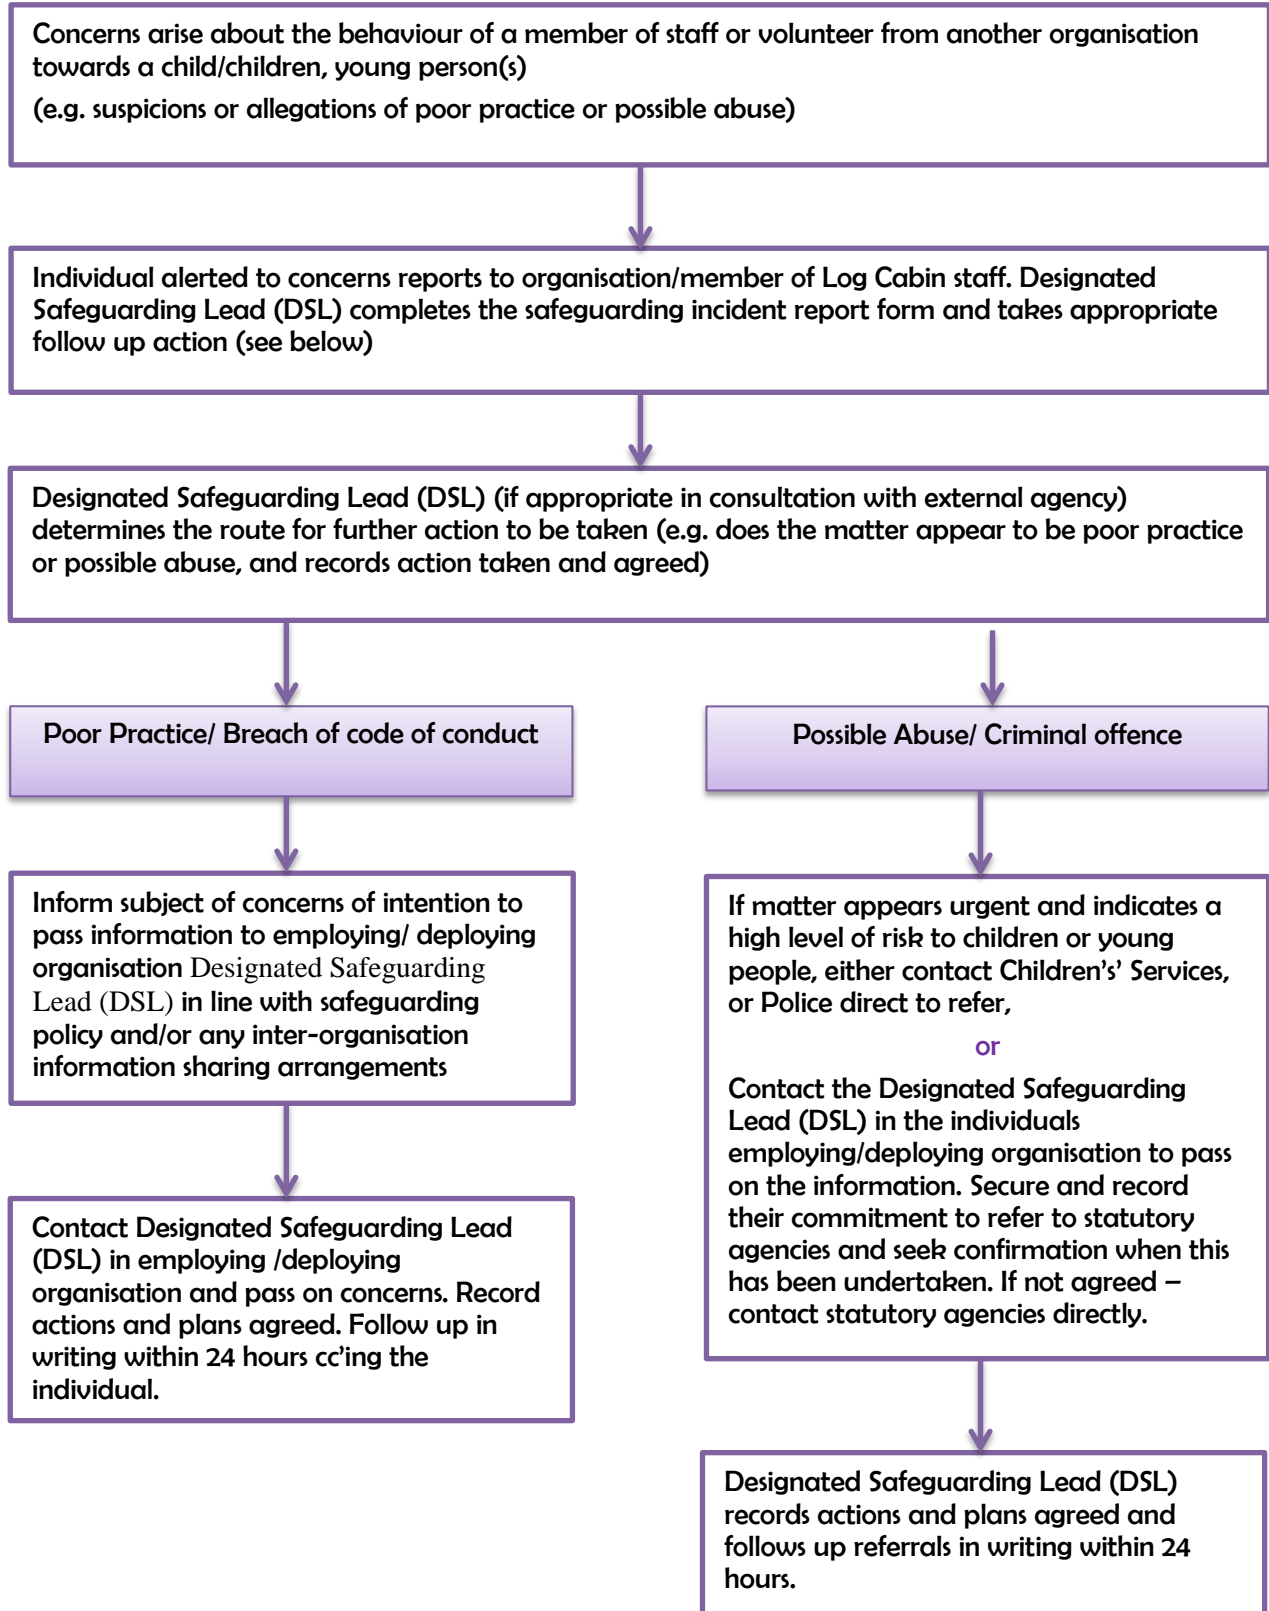 Concerns arise about the behaviour of a member of staff or volunteer from another organisation
towards a child/children, young person(s)
(e.g. suspicions or allegations of poor practice or possible abuse)
Individual alerted to concerns reports to organisation/member of Log Cabin staff. Designated
Safeguarding Lead (DSL) completes the safeguarding incident report form and takes appropriate
follow up action (see below)
Designated Safeguarding Lead (DSL) (if appropriate in consultation with external agency)
determines the route for further action to be taken (e.g. does the matter appear to be poor practice
or possible abuse, and records action taken and agreed)
Poor Practice/ Breach of code of conduct
Inform subject of concerns of intention to
pass information to employing/ deploying
organisation Designated Safeguarding
Lead (DSL) in line with safeguarding
policy and/or any inter-organisation
information sharing arrangements
Contact Designated Safeguarding Lead
(DSL) in employing /deploying
organisation and pass on concerns. Record
actions and plans agreed. Follow up in
writing within 24 hours cc'ing the
individual.
Possible Abuse/ Criminal offence
If matter appears urgent and indicates a
high level of risk to children or young
people, either contact Children's' Services,
or Police direct to refer,
or
Contact the Designated Safeguarding
Lead (DSL) in the individuals
employing/deploying organisation to pass
on the information. Secure and record
their commitment to refer to statutory
agencies and seek confirmation when this
has been undertaken. If not agreed –
contact statutory agencies directly.
Designated Safeguarding Lead (DSL)
records actions and plans agreed and
follows up referrals in writing within 24
hours.